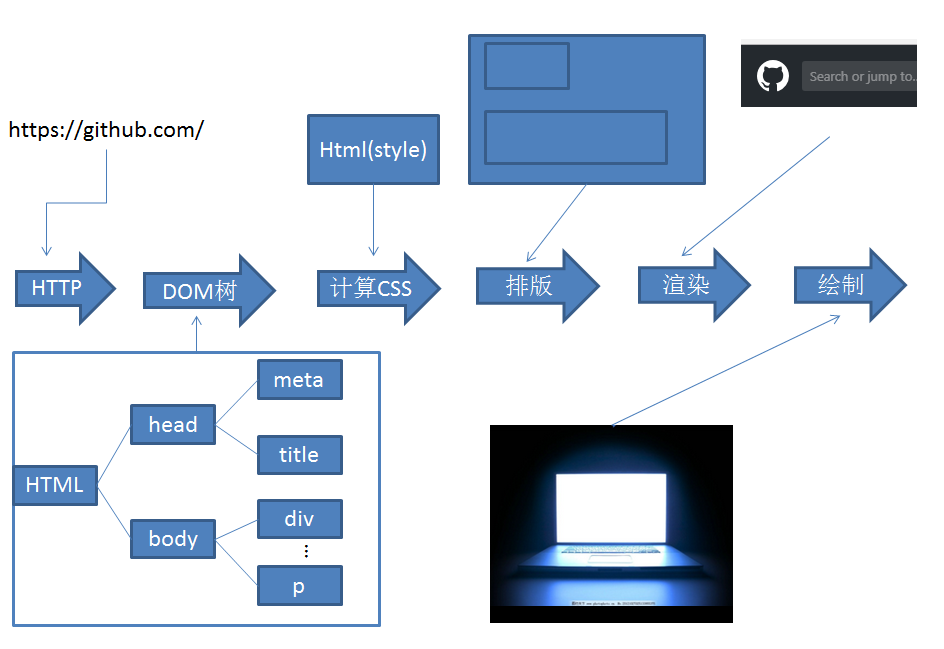 https://github.com/
Html(style)
Search or jump to...
HTTP
DOM树
计算CSS
排版
渲染
绘制
HTML
head
body
meta
title
div
⋮
p